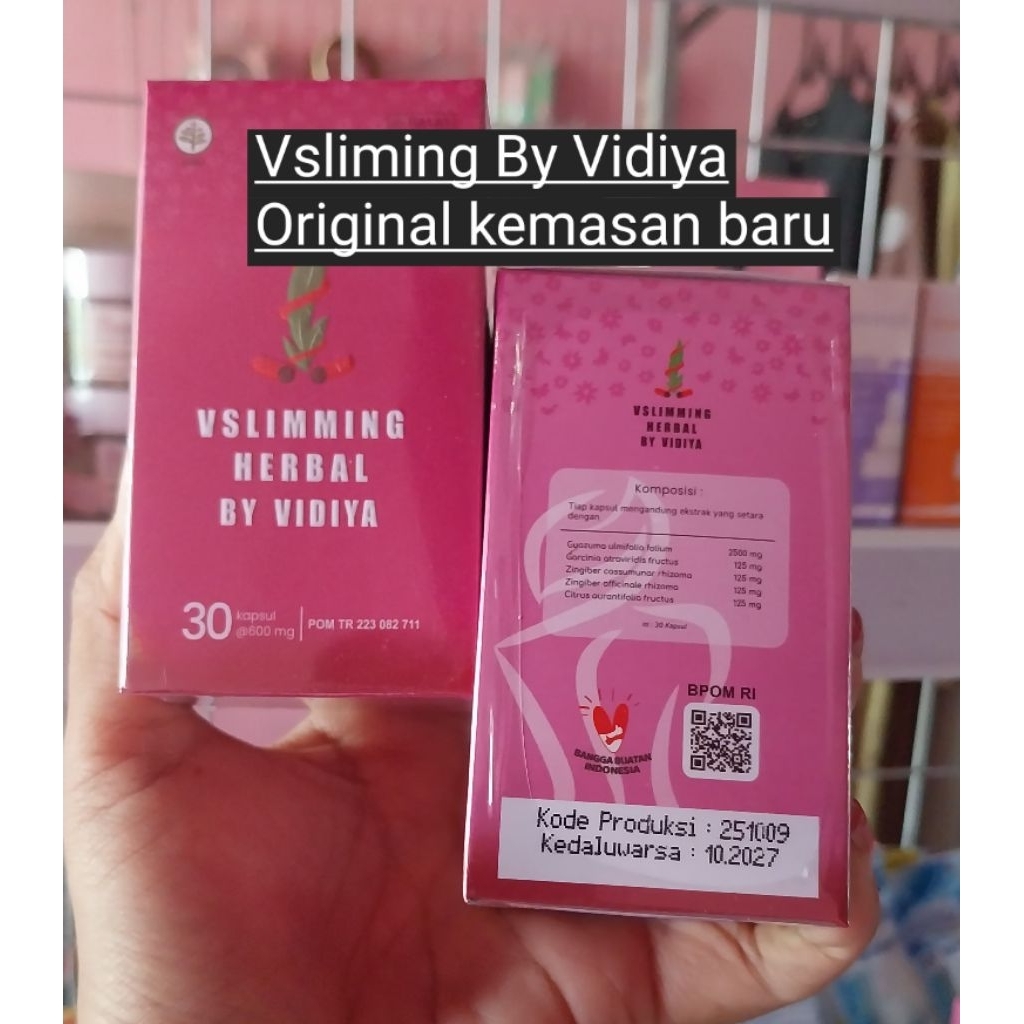 Vsliming By Vidiya
Original kemasan baru
VSLIMMING
HERBAL
BY VIDIYA
30 kapsul
@600 mg
POM TR 223 082 711
VSLIMMING
HERBAL
BY VIDIYA
Komposisi :
Tiap kapsul mengandung ekstrak yang setara
dengan
Guazuma ulmifolia folium 2500 mg
Garcinia atroviridis fructus 125 mg
Zingiber cassumunar rhizoma 125 mg
Zingiber officinale rhizoma 125 mg
Citrus aurantifolia fructus 125 mg
30 Kapsul
BPOM RI
BANGGA BUATAN
INDONESIA
Kode Produksi : 251009
Kedaluwarsa : 10.2027